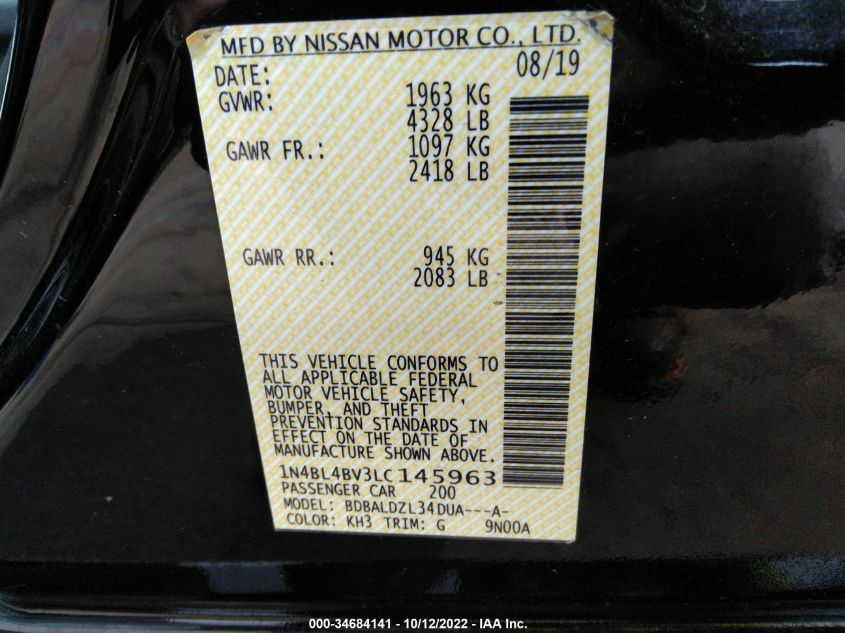 MFD BY NISSAN MOTOR CO., LTD.
DATE: 08/19
GVWR: 1963 KG
4328 LB
GAWR FR.: 1097 KG
2418 LB
GAWR RR.: 945 KG
2083 LB
THIS VEHICLE CONFORMS TO
ALL APPLICABLE FEDERAL
MOTOR VEHICLE SAFETY,
BUMPER, AND THEFT
PREVENTION STANDARDS IN
EFFECT ON THE DATE OF
MANUFACTURE SHOWN ABOVE.
1N4BL4BV3LC145963
PASSENGER CAR 200
MODEL: BDBALDZL34DUA---A-
COLOR: KH3 TRIM: G 9N00A
000-34684141 - 10/12/2022 - IAA Inc.